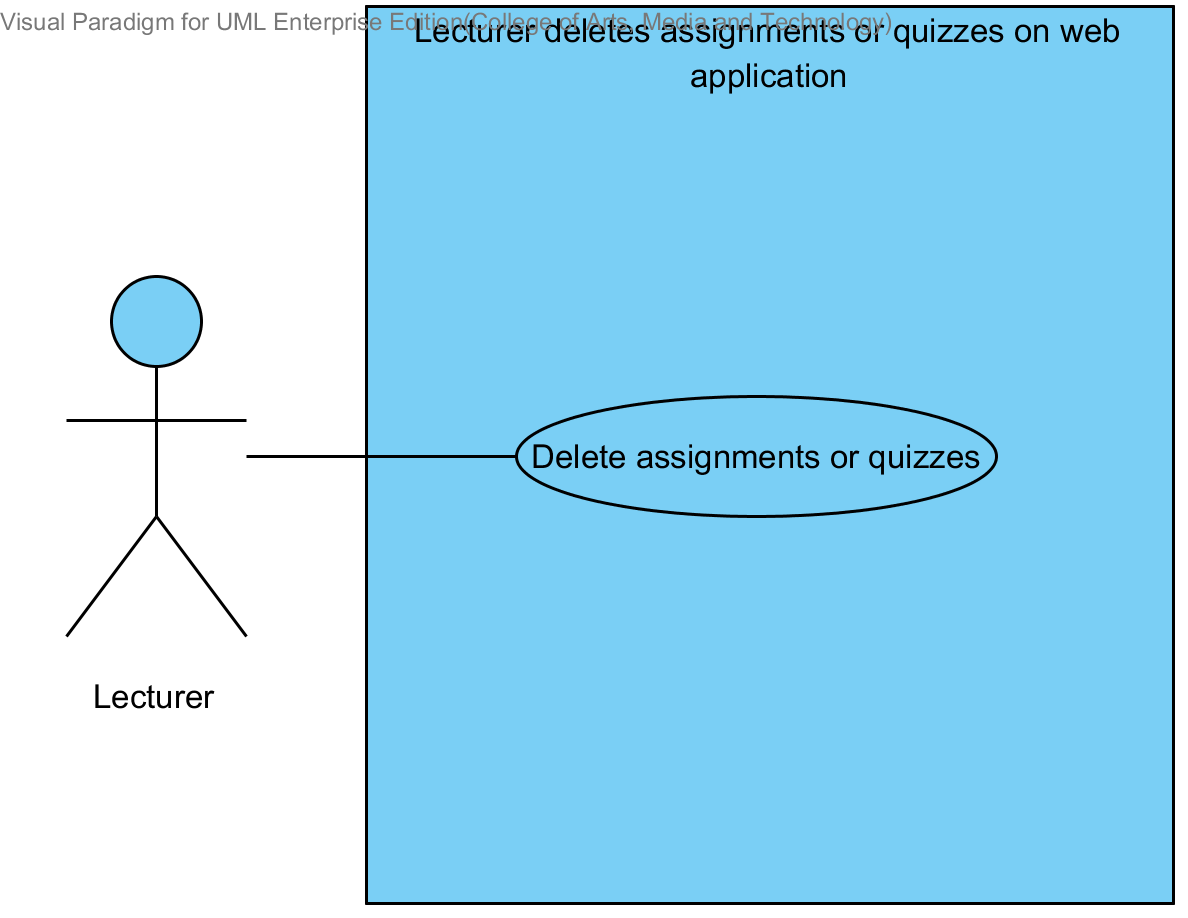 Visual Paradigm for UML Enterprise Edition(College of Arts, Media and Technology)
Lecturer deletes assignments or quizzes on web
application
Delete assignments or quizzes
Lecturer